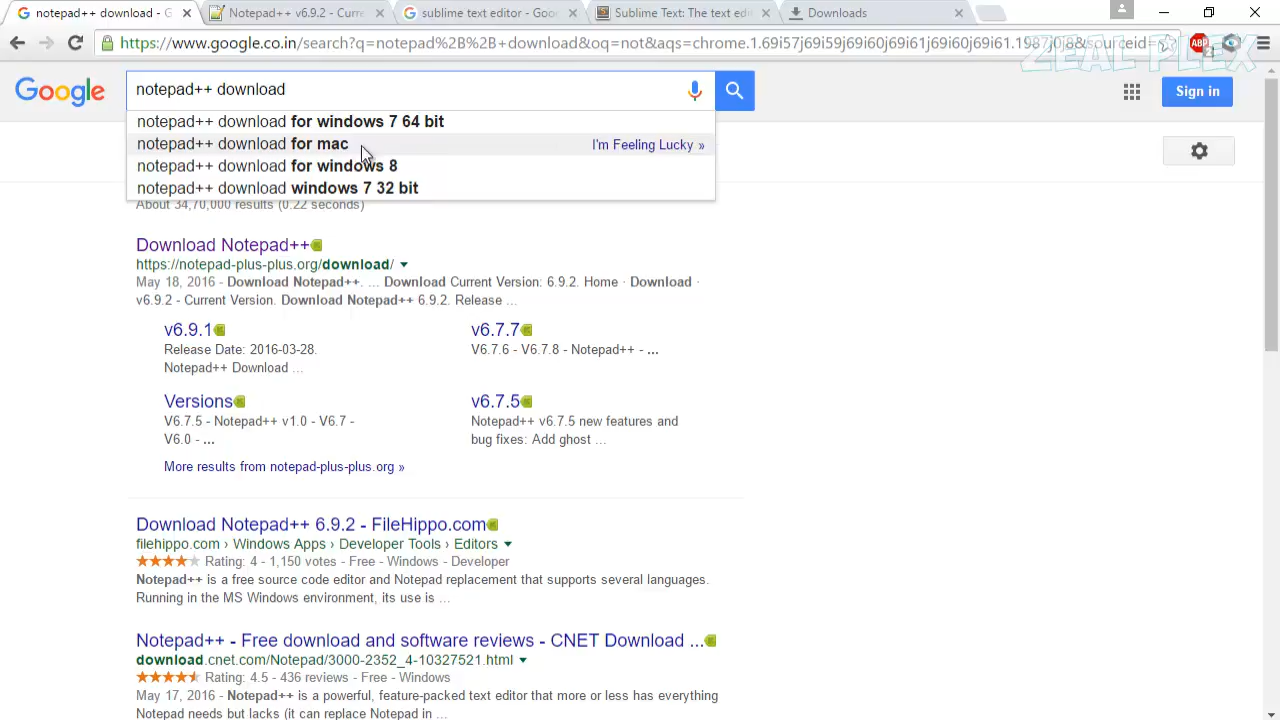 notepad++ download - G
Notepad++ v6.9.2 - Curre
sublime text editor - Goo
Sublime Text: The text edi
Downloads
https://www.google.co.in/search?q=notepad%2B%2B+download&oq=not&aqs=chrome.1.69i57j69i59j69i60j69i61j69i60j69i61.1987j0j8&sourceid=
ABP
ZEAL PLEX
Google
notepad++ download
Sign in
notepad++ download for windows 7 64 bit
notepad++ download for mac
I'm Feeling Lucky »
notepad++ download for windows 8
notepad++ download windows 7 32 bit
About 34,70,000 results (0.22 seconds)
Download Notepad++
https://notepad-plus-plus.org/download/
May 18, 2016 - Download Notepad++. ... Download Current Version: 6.9.2. Home · Download ·
v6.9.2 - Current Version. Download Notepad++ 6.9.2. Release ...
v6.9.1
Release Date: 2016-03-28.
Notepad++ Download ...
v6.7.7
V6.7.6 - V6.7.8 - Notepad++ - ...
Versions
V6.7.5 - Notepad++ v1.0 - V6.7 -
V6.0 - ...
v6.7.5
Notepad++ v6.7.5 new features and
bug fixes: Add ghost ...
More results from notepad-plus-plus.org »
Download Notepad++ 6.9.2 - FileHippo.com
filehippo.com › Windows Apps › Developer Tools › Editors
Rating: 4 - 1,150 votes - Free - Windows - Developer
Notepad++ is a free source code editor and Notepad replacement that supports several languages.
Running in the MS Windows environment, its use is ...
Notepad++ - Free download and software reviews - CNET Download ...
download.cnet.com/Notepad/3000-2352_4-10327521.html
Rating: 4.5 - 436 reviews - Free - Windows
May 17, 2016 - Notepad++ is a powerful, feature-packed text editor that more or less has everything
Notepad needs but lacks (it can replace Notepad in ...